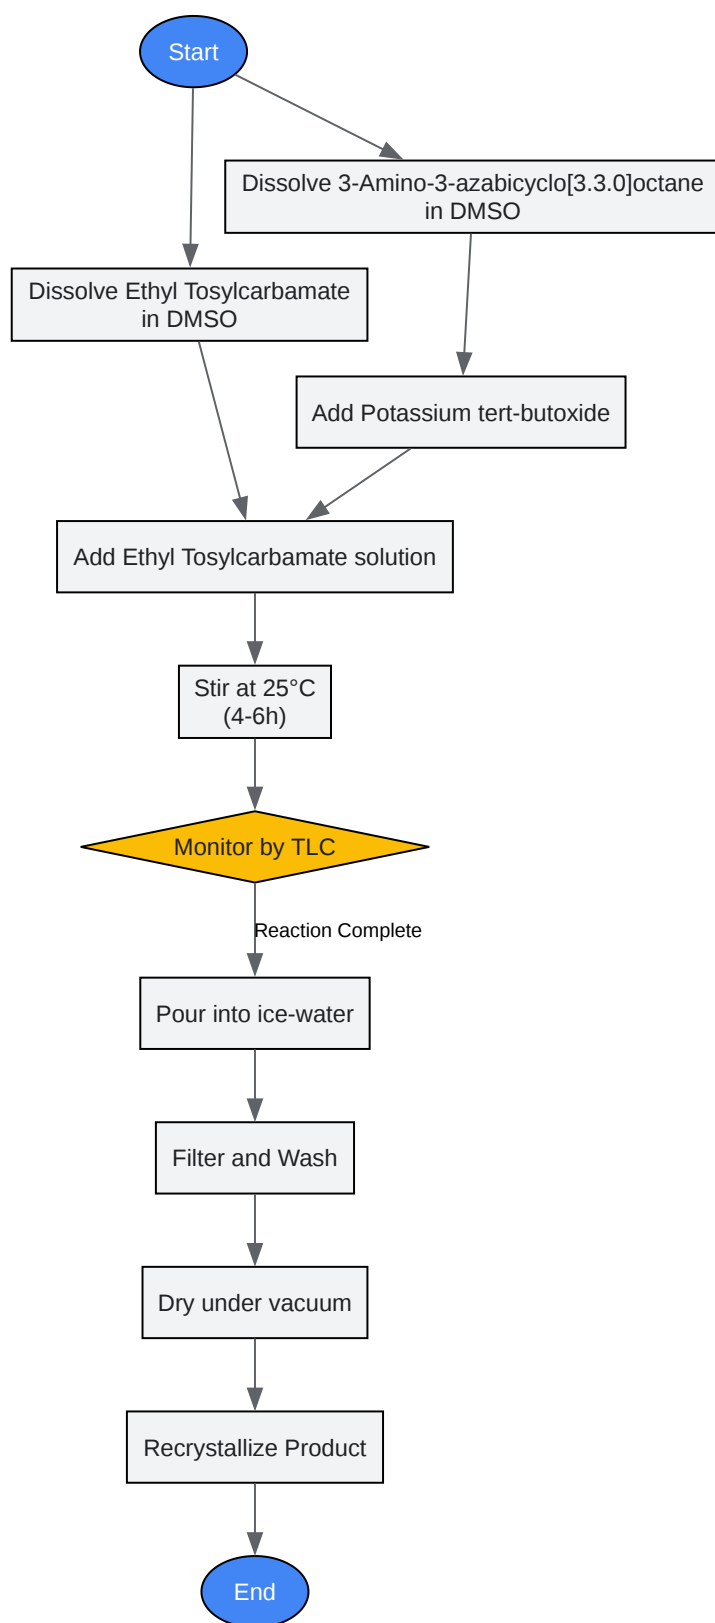 Start
Dissolve 3-Amino-3-azabicyclo[3.3.0]octane
in DMSO
Dissolve Ethyl Tosylcarbamate
in DMSO
Add Potassium tert-butoxide
Add Ethyl Tosylcarbamate solution
Stir at 25°C
(4-6h)
Monitor by TLC
Reaction Complete
Pour into ice-water
Filter and Wash
Dry under vacuum
Recrystallize Product
End